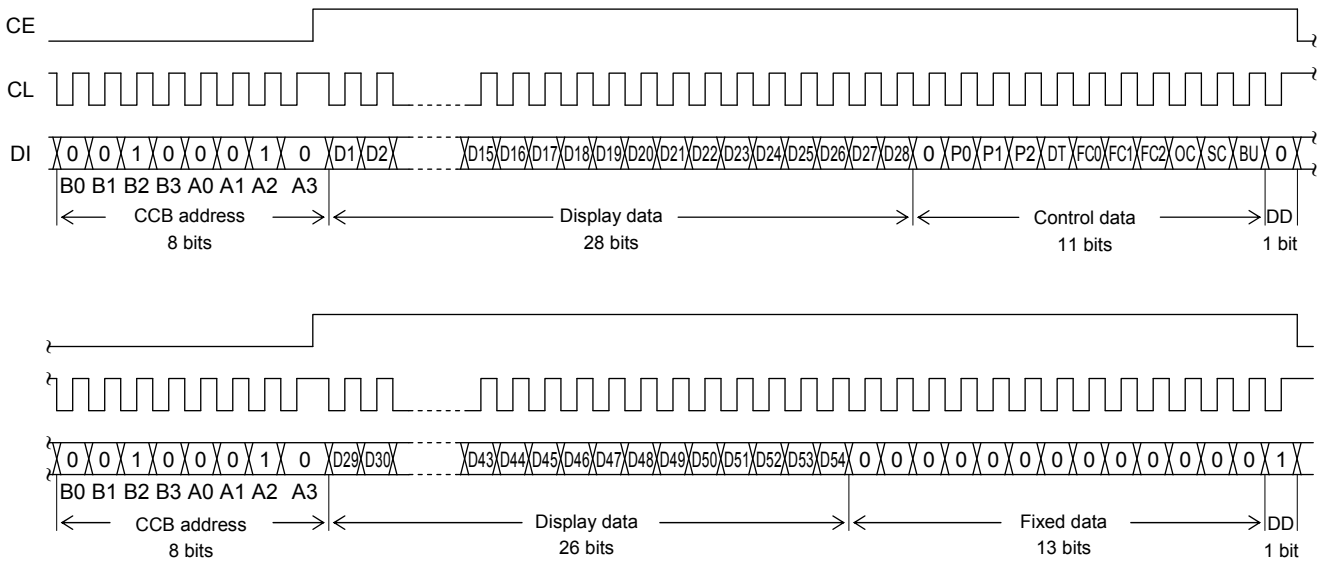 CE
CL
DI 0 0 1 0 0 0 1 0 D1 D2 D15 D16 D17 D18 D19 D20 D21 D22 D23 D24 D25 D26 D27 D28 0 P0 P1 P2 DT FC0 FC1 FC2 OC SC BU 0
B0 B1 B2 B3 A0 A1 A2 A3
CCB address Display data Control data DD
8 bits 28 bits 11 bits 1 bit
0 0 1 0 0 0 1 0 D29 D30 D43 D44 D45 D46 D47 D48 D49 D50 D51 D52 D53 D54 0 0 0 0 0 0 0 0 0 0 0 0 0 1
B0 B1 B2 B3 A0 A1 A2 A3
CCB address Display data Fixed data DD
8 bits 26 bits 13 bits 1 bit